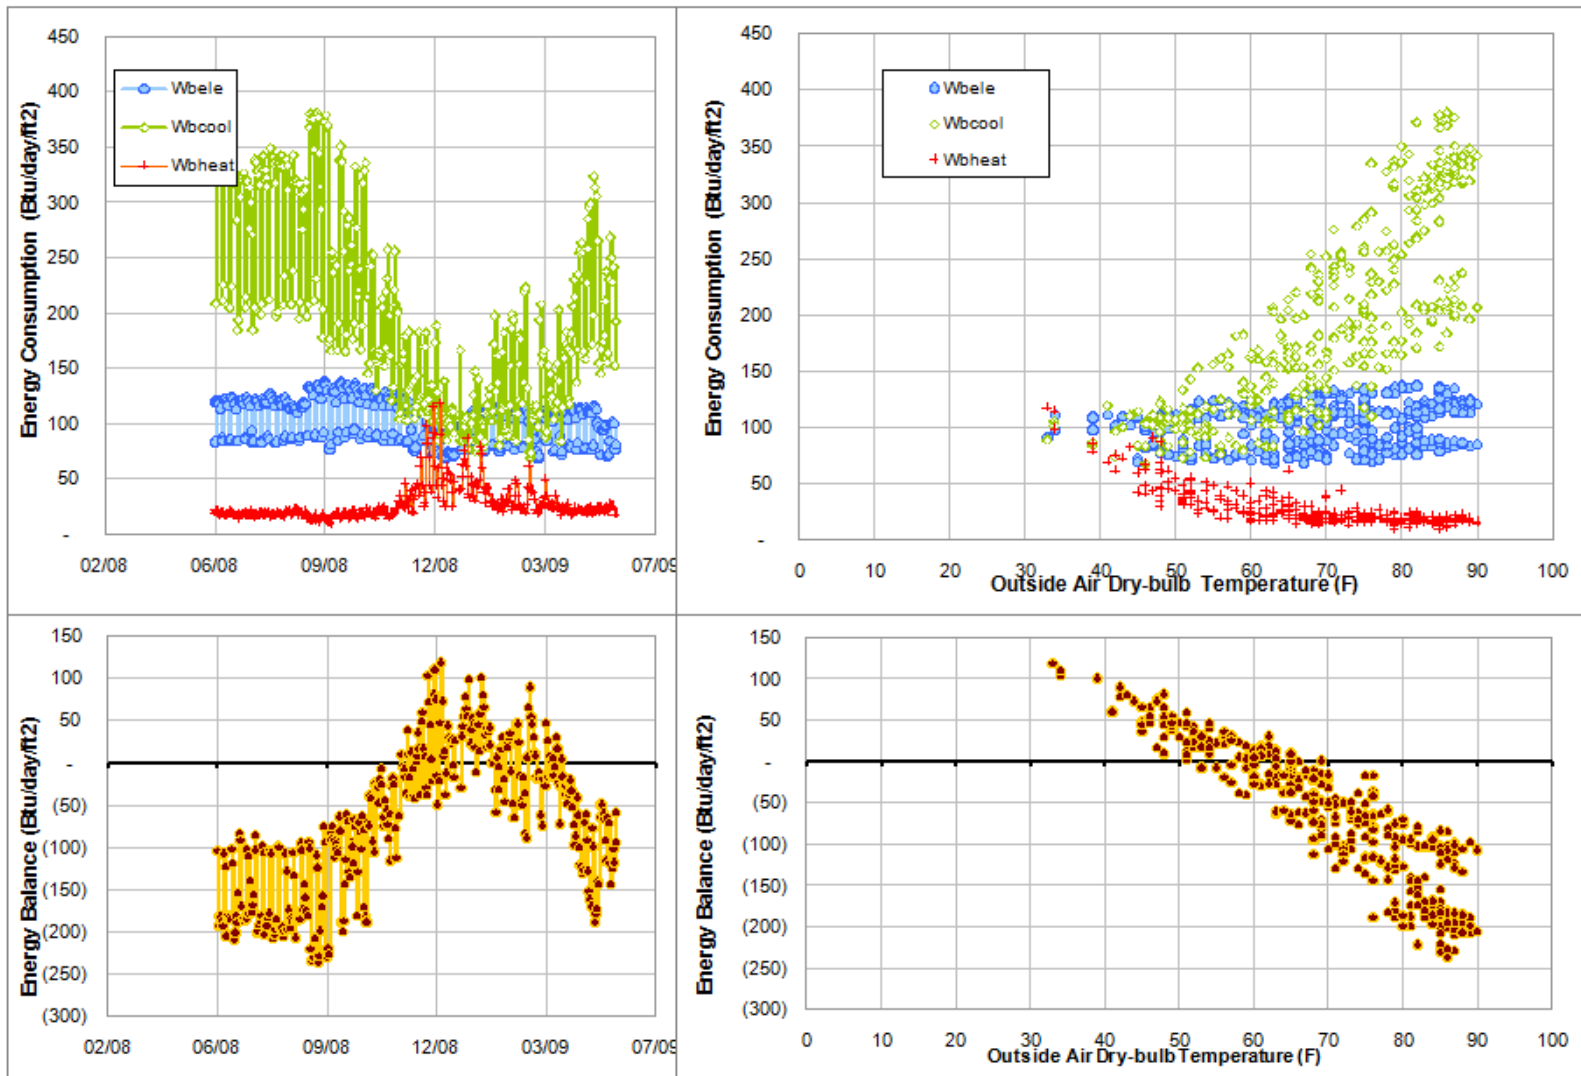 450
400
350
300
250
200
150
100
50
-
Energy Consumption (Btu/day/ft2)
Wbele
Wbcool
Wbheat
02/08 06/08 09/08 12/08 03/09 07/09
450
400
350
300
250
200
150
100
50
-
Energy Consumption (Btu/day/ft2)
Wbele
Wbcool
Wbheat
0 10 20 30 40 50 60 70 80 90 100
Outside Air Dry-bulb Temperature (F)
150
100
50
-
(50)
(100)
(150)
(200)
(250)
(300)
Energy Balance (Btu/day/ft2)
02/08 06/08 09/08 12/08 03/09 07/09
150
100
50
-
(50)
(100)
(150)
(200)
(250)
(300)
Energy Balance (Btu/day/ft2)
0 10 20 30 40 50 60 70 80 90 100
Outside Air Dry-bulb Temperature (F)